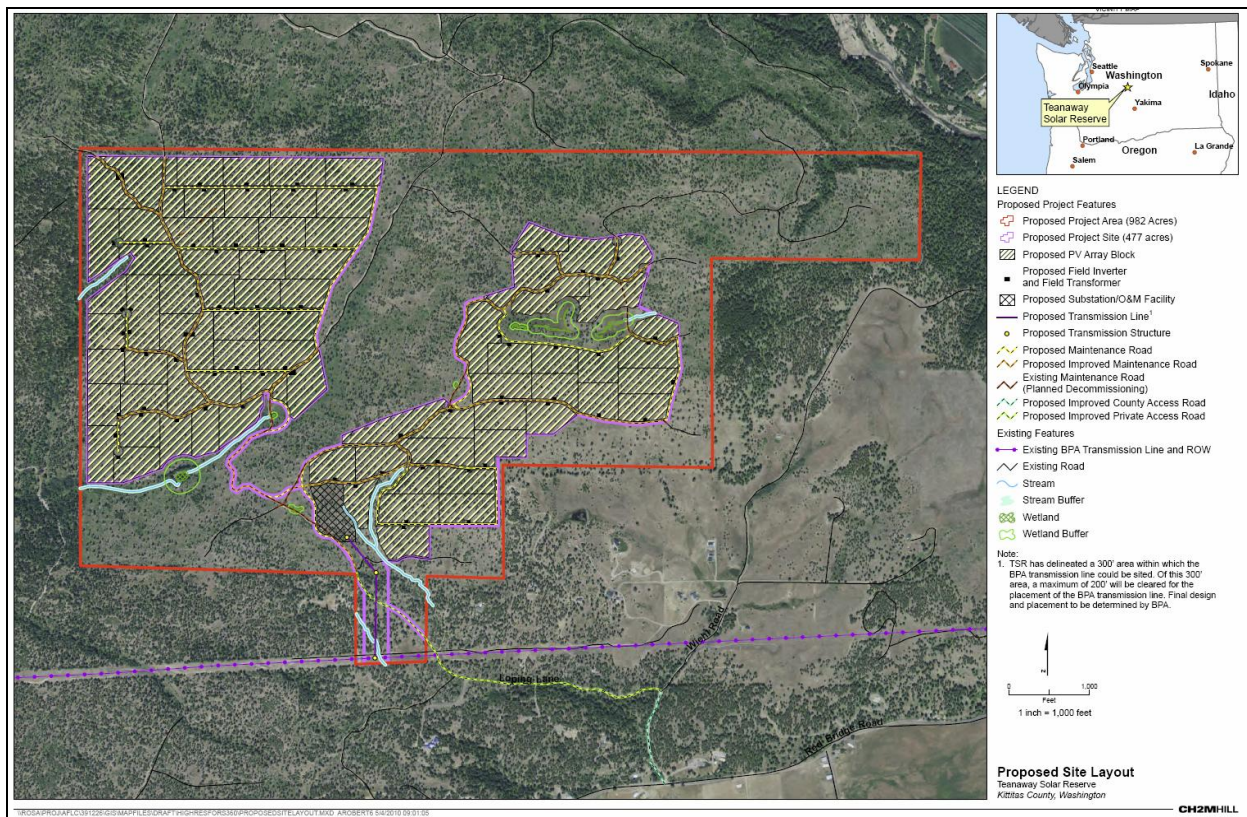 Seattle
Spokane
Washington
Olympia
Idaho
Yakima
Teanaway
Solar Reserve
Portland
Oregon
La Grande
Salem
LEGEND
Proposed Project Features
Proposed Project Area (982 Acres)
Proposed Project Site (477 acres)
Proposed PV Array Block
Proposed Field Inverter
and Field Transformer
Proposed Substation/O&M Facility
Proposed Transmission Line1
Proposed Transmission Structure
Proposed Maintenance Road
Proposed Improved Maintenance Road
Existing Maintenance Road
(Planned Decommissioning)
Proposed Improved County Access Road
Proposed Improved Private Access Road
Existing Features
Existing BPA Transmission Line and ROW
Existing Road
Stream
Stream Buffer
Wetland
Wetland Buffer
Note:
1. TSR has delineated a 300' area within which the
BPA transmission line could be sited. Of this 300'
area, a maximum of 200' will be cleared for the
placement of the BPA transmission line. Final design
and placement to be determined by BPA.
Wiehl Road
Loping Lane
Red Bridge Road
N
0 1,000
Feet
1 inch = 1,000 feet
Proposed Site Layout
Teanaway Solar Reserve
Kittitas County, Washington
CH2MHILL